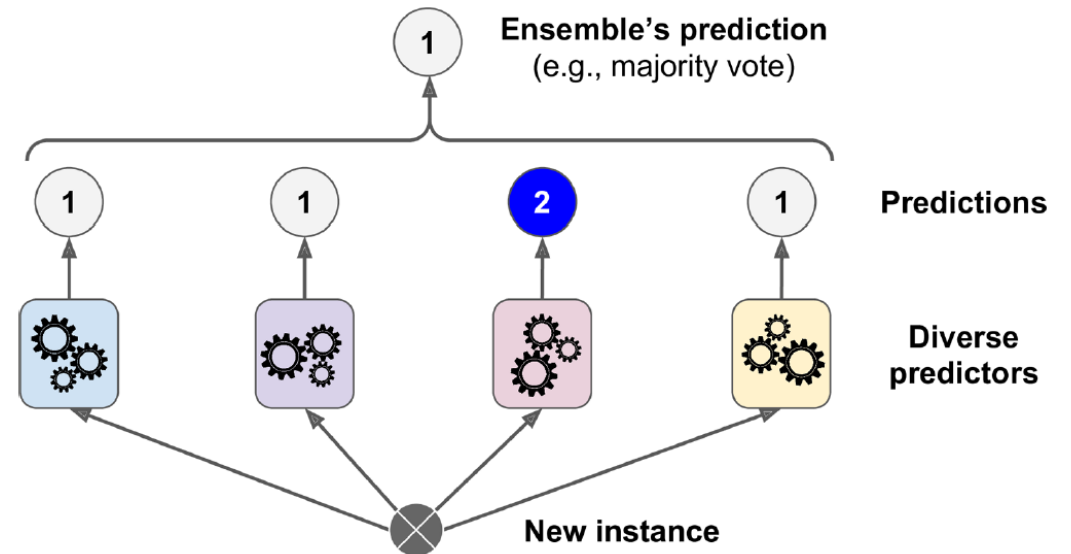 1
Ensemble's prediction
(e.g., majority vote)
1
1
2
1
Predictions
Diverse
predictors
New instance